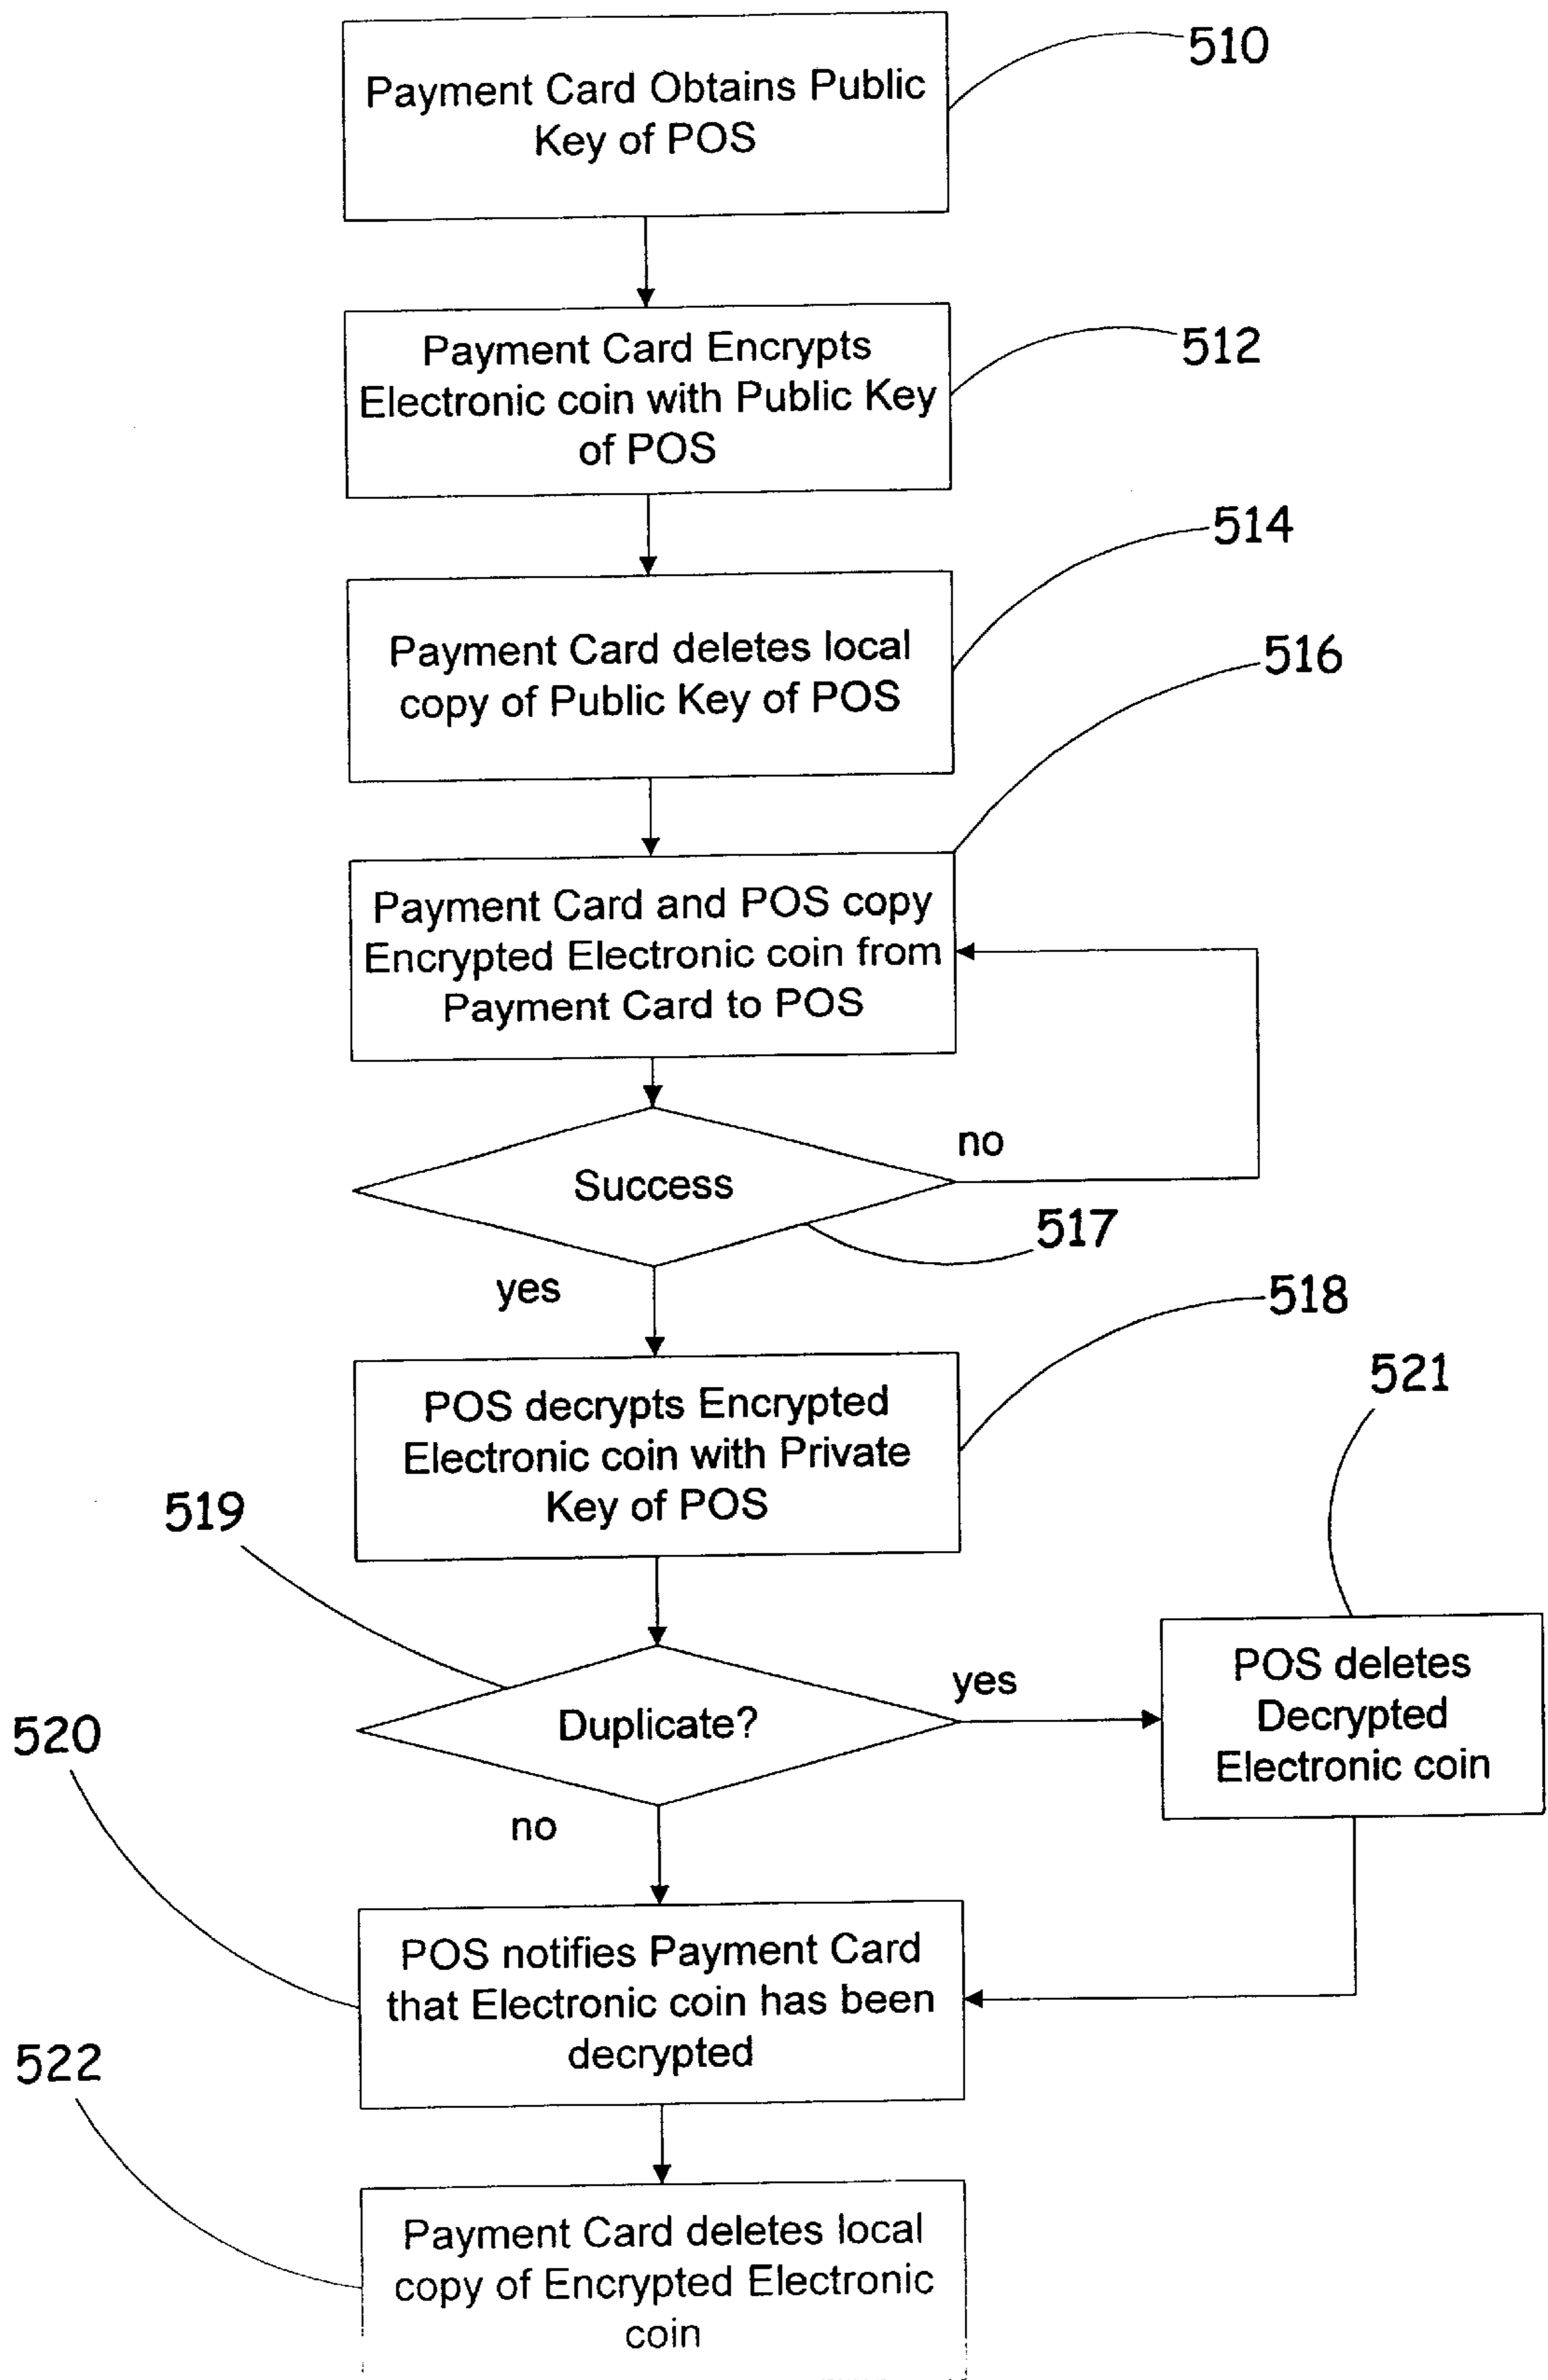 510
Payment Card Obtains Public
Key of POS
512
Payment Card Encrypts
Electronic coin with Public Key
of POS
514
Payment Card deletes local
copy of Public Key of POS
516
Payment Card and POS copy
Encrypted Electronic coin from
Payment Card to POS
no
Success
517
yes
518
521
POS decrypts Encrypted
Electronic coin with Private
Key of POS
519
yes
POS deletes
Decrypted
Electronic coin
Duplicate?
520
no
POS notifies Payment Card
that Electronic coin has been
decrypted
522
Payment Card deletes local
copy of Encrypted Electronic
coin